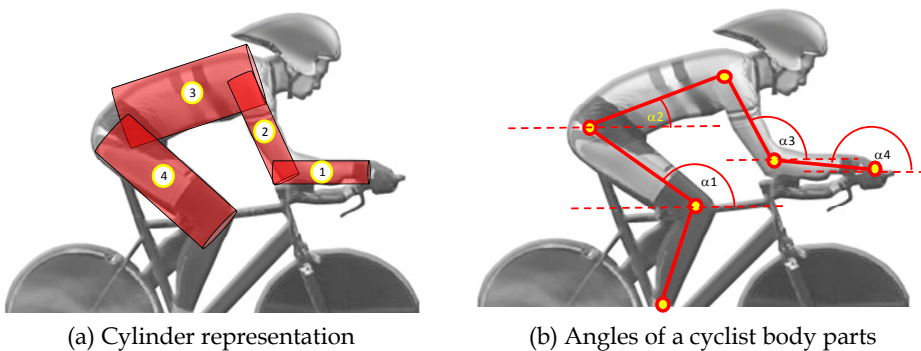 3
2
1
4
α2
α3
α4
α1
(a) Cylinder representation
(b) Angles of a cyclist body parts